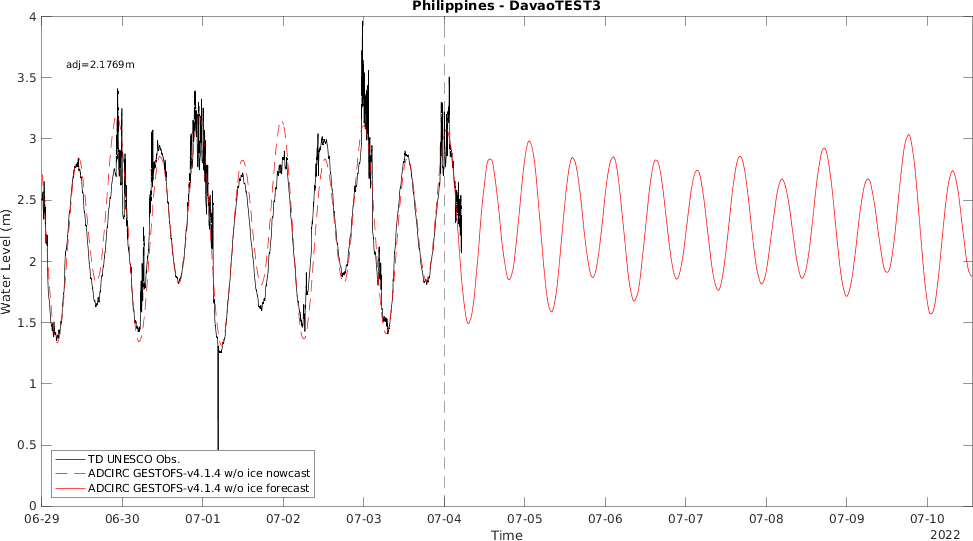 Philippines - DavaoTEST3
adj=2.1769m
Water Level (m)
4
3.5
3
2.5
2
1.5
1
0.5
0
TD UNESCO Obs.
ADCIRC GESTOFS-v4.1.4 w/o ice nowcast
ADCIRC GESTOFS-v4.1.4 w/o ice forecast
06-29 06-30 07-01 07-02 07-03 07-04 07-05 07-06 07-07 07-08 07-09 07-10
Time
2022